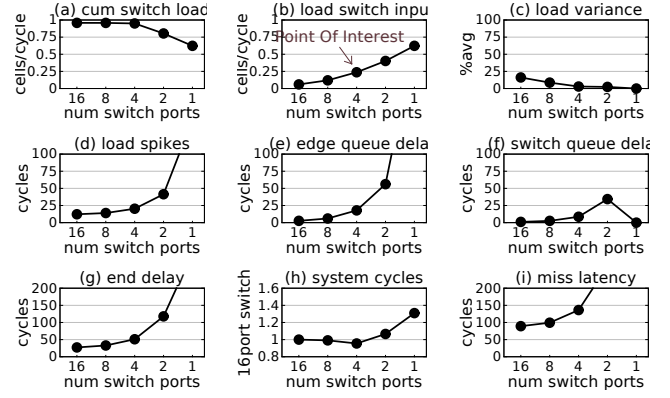 (a) cum switch load
cells/cycle
1
0.75
0.5
0.25
0
16 8 4 2 1
num switch ports
(b) load switch inpu
Point Of Interest
cells/cycle
1
0.75
0.5
0.25
0
16 8 4 2 1
num switch ports
(c) load variance
%avg
100
75
50
25
0
16 8 4 2 1
num switch ports
(d) load spikes
cycles
100
75
50
25
0
16 8 4 2 1
num switch ports
(e) edge queue dela
cycles
100
75
50
25
0
16 8 4 2 1
num switch ports
(f) switch queue dela
cycles
100
75
50
25
0
16 8 4 2 1
num switch ports
(g) end delay
cycles
200
150
100
50
0
16 8 4 2 1
num switch ports
(h) system cycles
16port switch
1.6
1.4
1.2
1
0.8
16 8 4 2 1
num switch ports
(i) miss latency
cycles
200
150
100
50
0
16 8 4 2 1
num switch ports